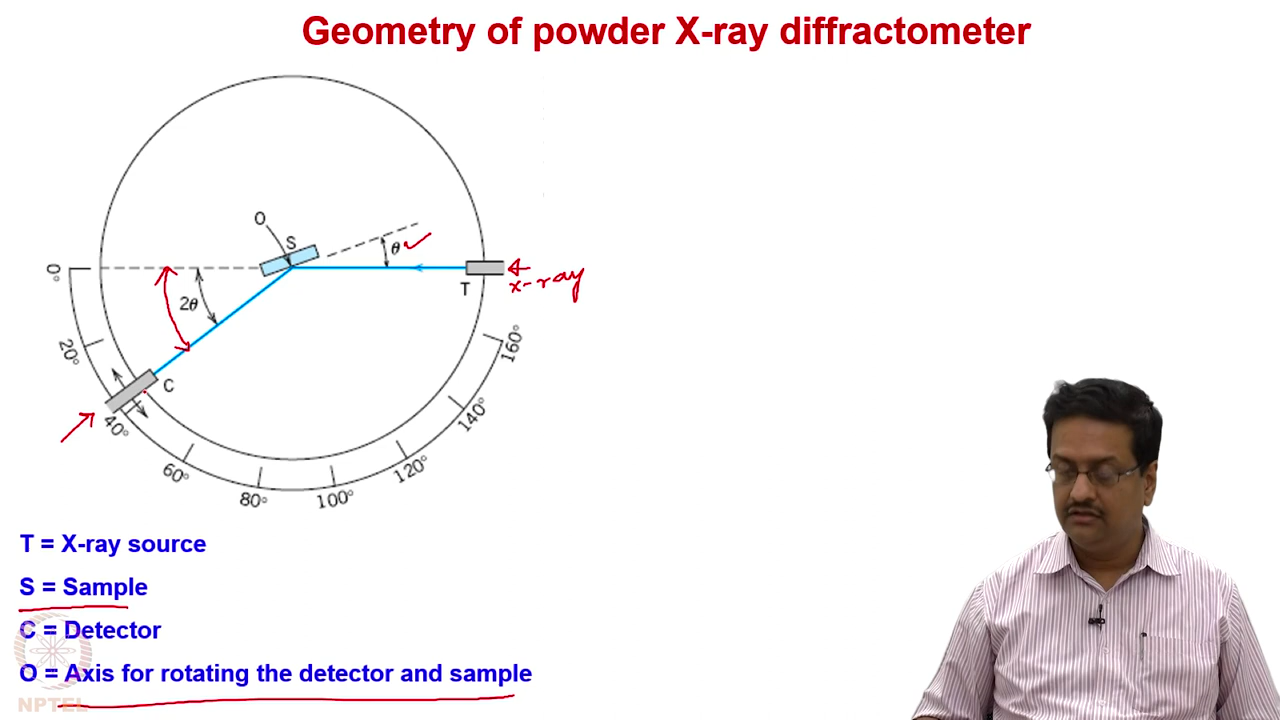 Geometry of powder X-ray diffractometer
O
S
θ
T
x-ray
0°
2θ
C
20°
40°
60°
80°
100°
120°
140°
160°
T = X-ray source
S = Sample
C = Detector
O = Axis for rotating the detector and sample
NPTEL